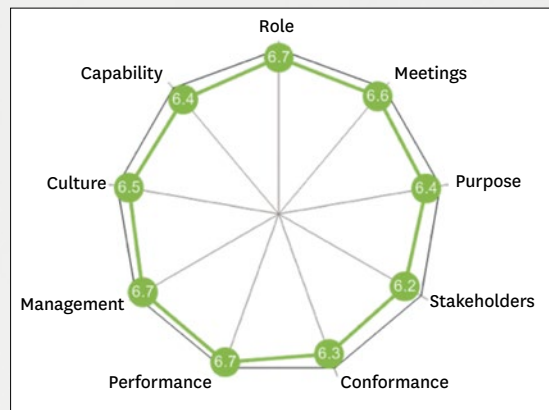 Role
6.7
Capability
Meetings
6.4
6.6
Culture
6.5
6.4
Purpose
6.2
Stakeholders
Management
6.7
6.7
6.3
Performance
Conformance